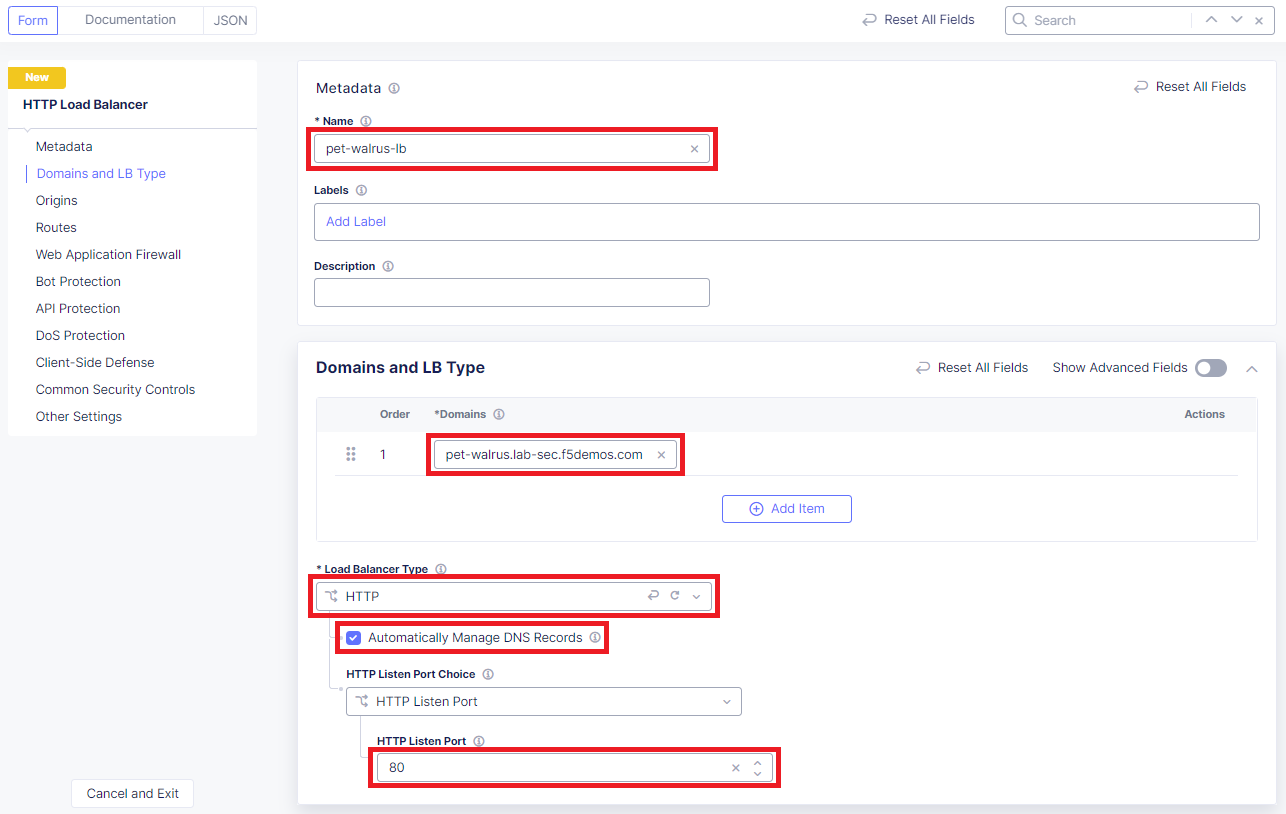 Form Documentation JSON Reset All Fields Search
New
HTTP Load Balancer
Metadata
Domains and LB Type
Origins
Routes
Web Application Firewall
Bot Protection
API Protection
DoS Protection
Client-Side Defense
Common Security Controls
Other Settings
Cancel and Exit
Metadata Reset All Fields
* Name
pet-walrus-lb
Labels
Add Label
Description
Domains and LB Type Reset All Fields Show Advanced Fields
Order *Domains Actions
1 pet-walrus.lab-sec.f5demos.com
Add Item
* Load Balancer Type
HTTP
Automatically Manage DNS Records
HTTP Listen Port Choice
HTTP Listen Port
HTTP Listen Port
80